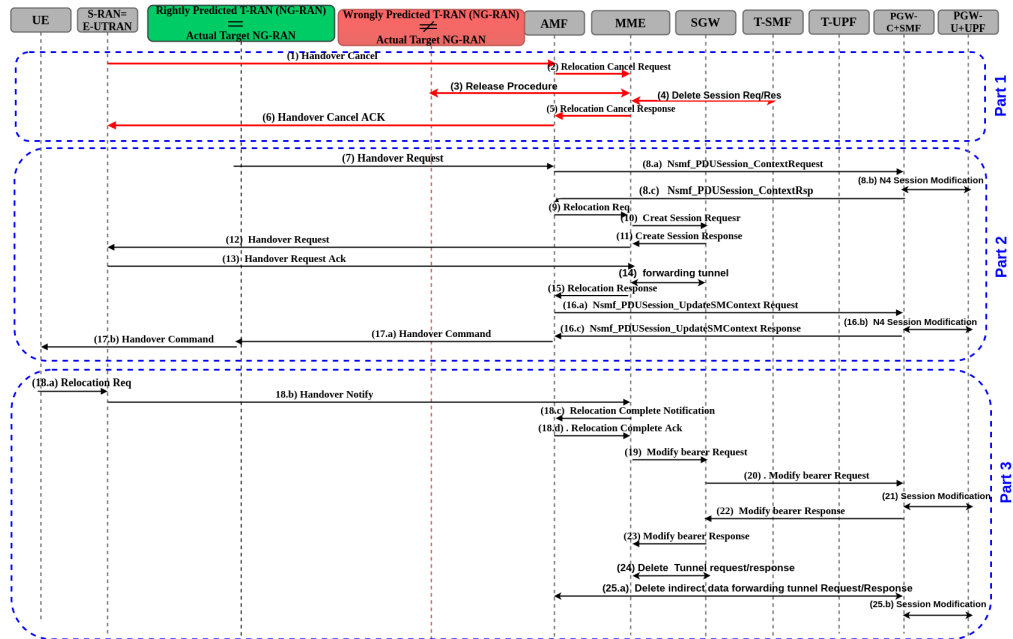 UE
S-RAN=
E-UTRAN
Rightly Predicted T-RAN (NG-RAN)
=
Actual Target NG-RAN
Wrongly Predicted T-RAN (NG-RAN)
≠
Actual Target NG-RAN
AMF
MME
SGW
T-SMF
T-UPF
PGW-
C+SMF
PGW-
U+UPF
(1) Handover Cancel
(2) Relocation Cancel Request
(3) Release Procedure
(4) Delete Session Req/Res
(5) Relocation Cancel Response
(6) Handover Cancel ACK
Part 1
(7) Handover Request
(8.a) Nsmf_PDUSession_ContextRequest
(8.b) N4 Session Modification
(8.c) Nsmf_PDUSession_ContextRsp
(9) Relocation Req
(10) Creat Session Requesr
(11) Create Session Response
(12) Handover Request
(13) Handover Request Ack
(14) forwarding tunnel
(15) Relocation Response
(16.a) Nsmf_PDUSession_UpdateSMContext Request
(16.b) N4 Session Modification
(16.c) Nsmf_PDUSession_UpdateSMContext Response
(17.a) Handover Command
(17.b) Handover Command
Part 2
(18.a) Relocation Req
18.b) Handover Notify
(18.c) Relocation Complete Notification
(18.d) . Relocation Complete Ack
(19) Modify bearer Request
(20) . Modify bearer Request
(21) Session Modification
(22) Modify bearer Response
(23) Modify bearer Response
(24) Delete Tunnel request/response
(25.a) Delete indirect data forwarding tunnel Request/Response
(25.b) Session Modification
Part 3